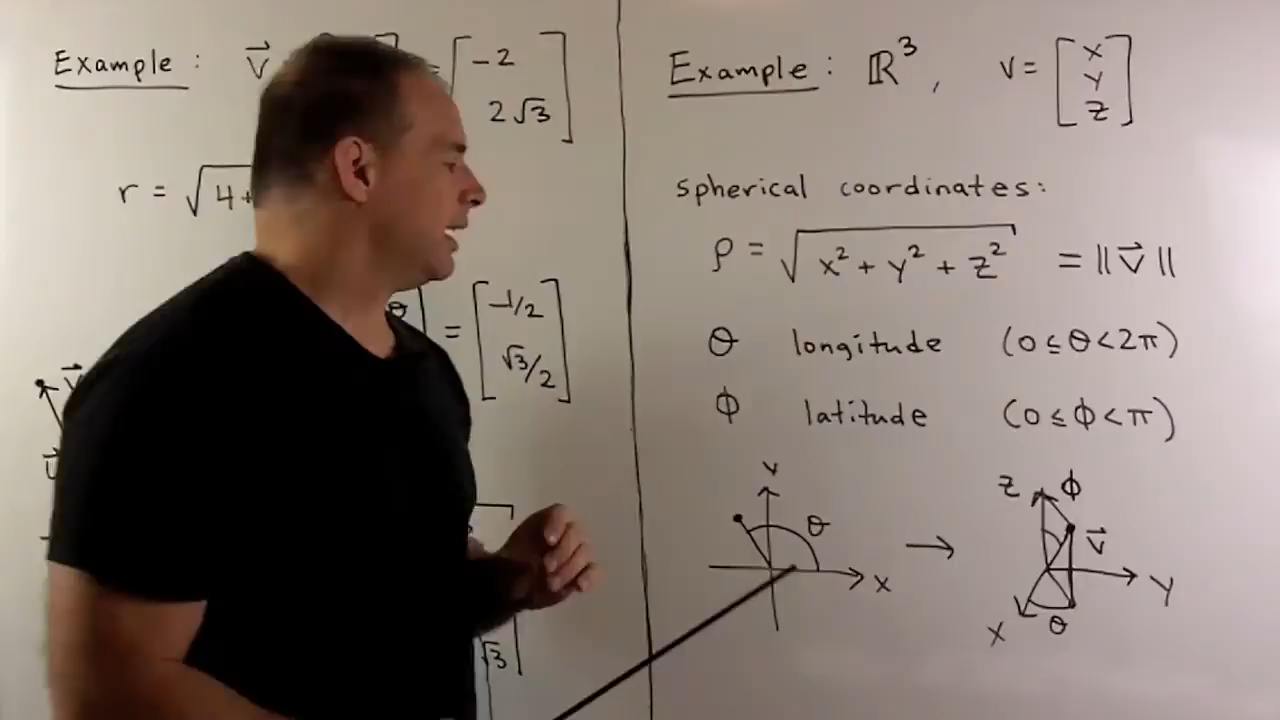 Example : v⃗ = [-2
2√3]
r = √4+
θ = [-1/2
√3/2]
v⃗
√3
Example : ℝ³, v = [x
y
z]
spherical coordinates:
ρ = √x² + y² + z² = ||v⃗||
θ longitude (0 ≤ θ < 2π)
ϕ latitude (0 ≤ ϕ < π)
θ
x
→
z ϕ
v⃗
y
x θ